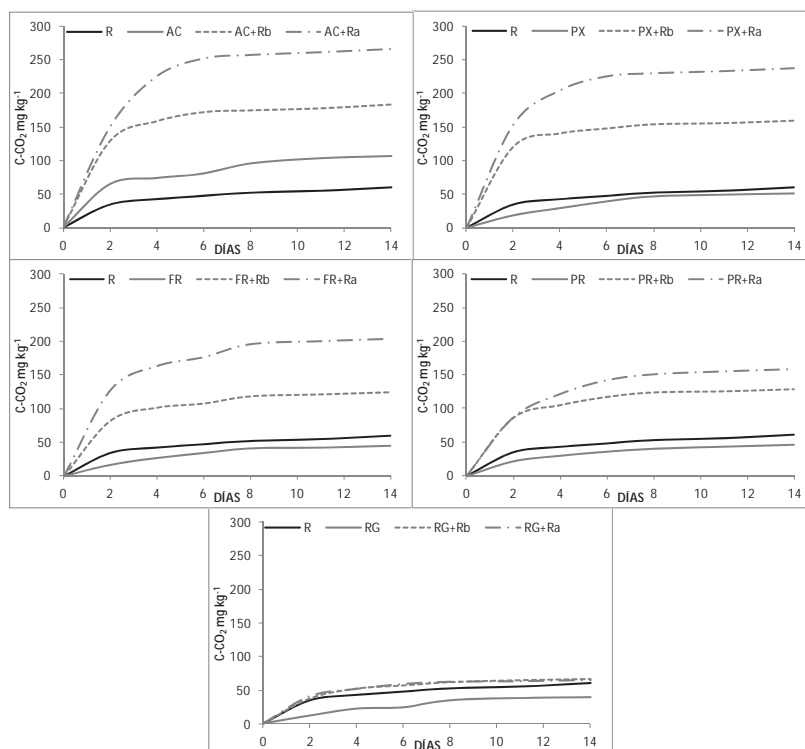 R AC AC+Rb AC+Ra
300
250
200
150
100
50
0
C-CO₂ mg kg⁻¹
0 2 4 6 8 10 12 14
DÍAS
R PX PX+Rb PX+Ra
300
250
200
150
100
50
0
C-CO₂ mg kg⁻¹
0 2 4 6 8 10 12 14
DÍAS
R FR FR+Rb FR+Ra
300
250
200
150
100
50
0
C-CO₂ mg kg⁻¹
0 2 4 6 8 10 12 14
DÍAS
R PR PR+Rb PR+Ra
300
250
200
150
100
50
0
C-CO₂ mg kg⁻¹
0 2 4 6 8 10 12 14
DÍAS
R RG RG+Rb RG+Ra
300
250
200
150
100
50
0
C-CO₂ mg kg⁻¹
0 2 4 6 8 10 12 14
DÍAS